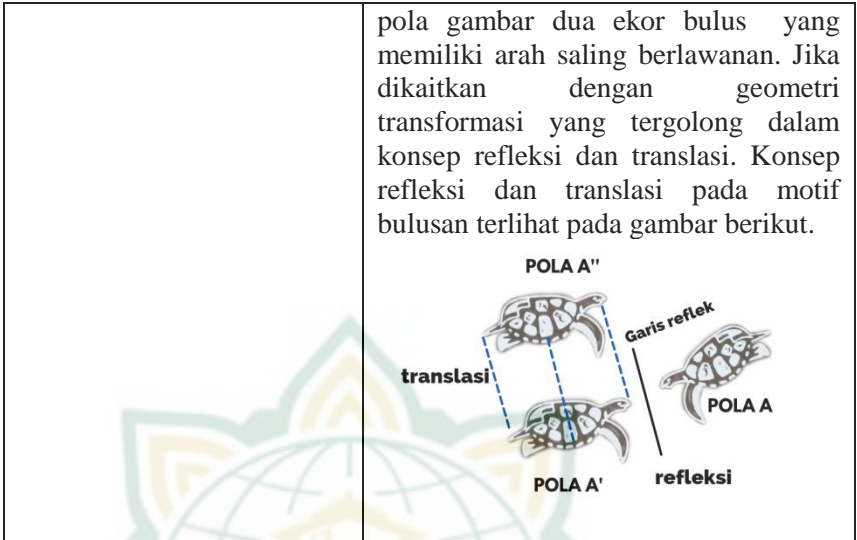 pola gambar dua ekor bulus yang
memiliki arah saling berlawanan. Jika
dikaitkan dengan geometri
transformasi yang tergolong dalam
konsep refleksi dan translasi. Konsep
refleksi dan translasi pada motif
bulusan terlihat pada gambar berikut.
POLA A"
Garis reflek
translasi
POLA A
POLA A'
refleksi